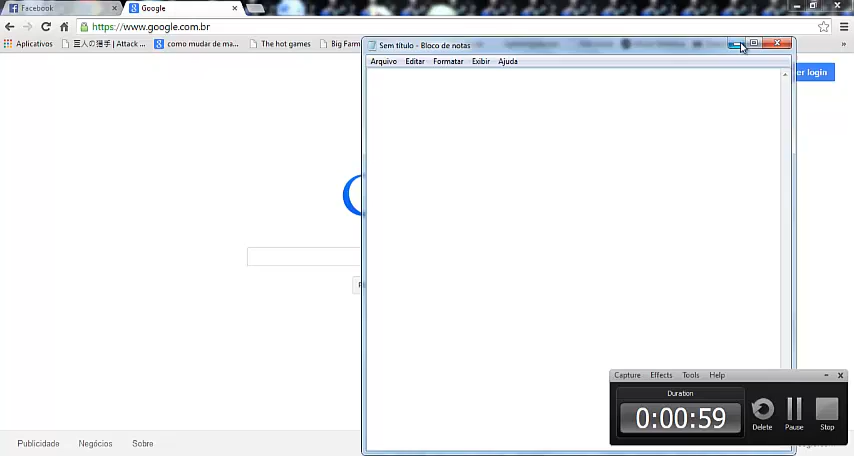 Facebook
Google
https://www.google.com.br
Aplicativos
巨人の獲手 | Attack ...
como mudar de ma...
The hot games
Big Farm
Sem título - Bloco de notas
Arquivo Editar Formatar Exibir Ajuda
er login
Capture Effects Tools Help
Duration
0:00:59
Delete Pause Stop
Publicidade Negócios Sobre